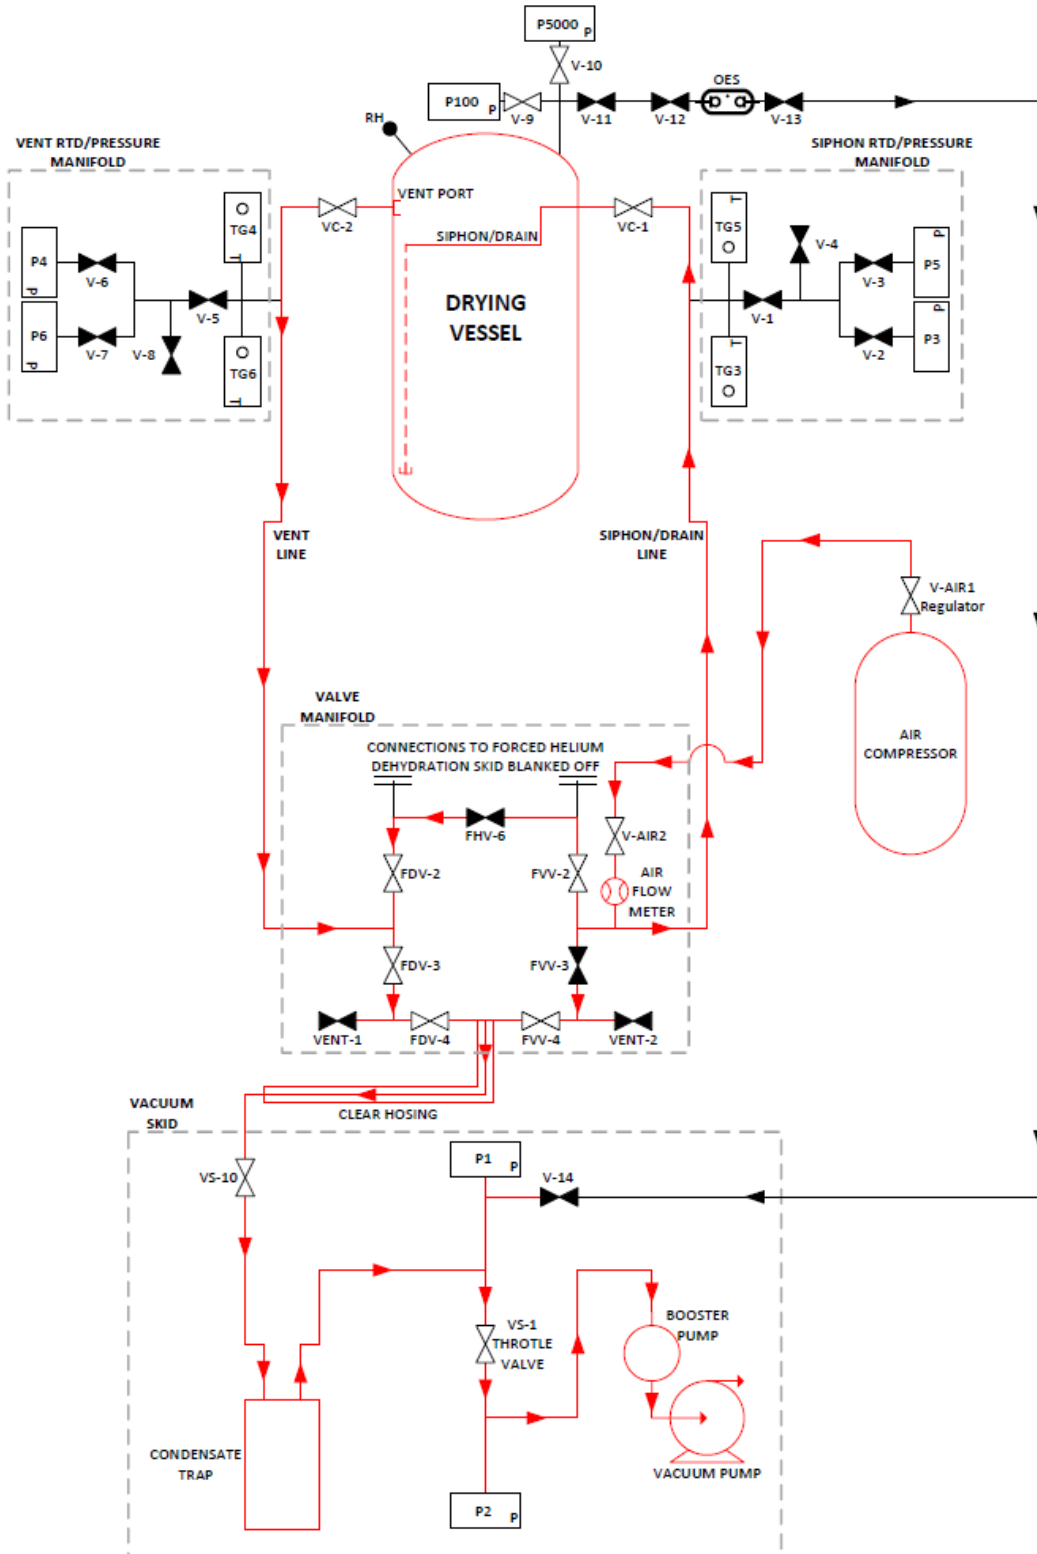 P5000 P
V-10
OES
P100 P
V-9
V-11
V-12
V-13
RH
VENT RTD/PRESSURE
MANIFOLD
SIPHON RTD/PRESSURE
MANIFOLD
VENT PORT
VC-2
SIPHON/DRAIN
VC-1
TG4
T
TG5
T
V-4
P4
P
V-6
V-3
P5
P
DRYING
VESSEL
V-5
V-1
P6
P
V-7
V-8
TG6
T
TG3
T
V-2
P3
P
VENT
LINE
SIPHON/DRAIN
LINE
V-AIR1
Regulator
VALVE
MANIFOLD
AIR
COMPRESSOR
CONNECTIONS TO FORCED HELIUM
DEHYDRATION SKID BLANKED OFF
FHV-6
V-AIR2
FDV-2
FVV-2
AIR
FLOW
METER
FDV-3
FVV-3
VENT-1
FDV-4
FVV-4
VENT-2
CLEAR HOSING
VACUUM
SKID
P1 P
VS-10
V-14
VS-1
THROTLE
VALVE
BOOSTER
PUMP
CONDENSATE
TRAP
VACUUM PUMP
P2 P